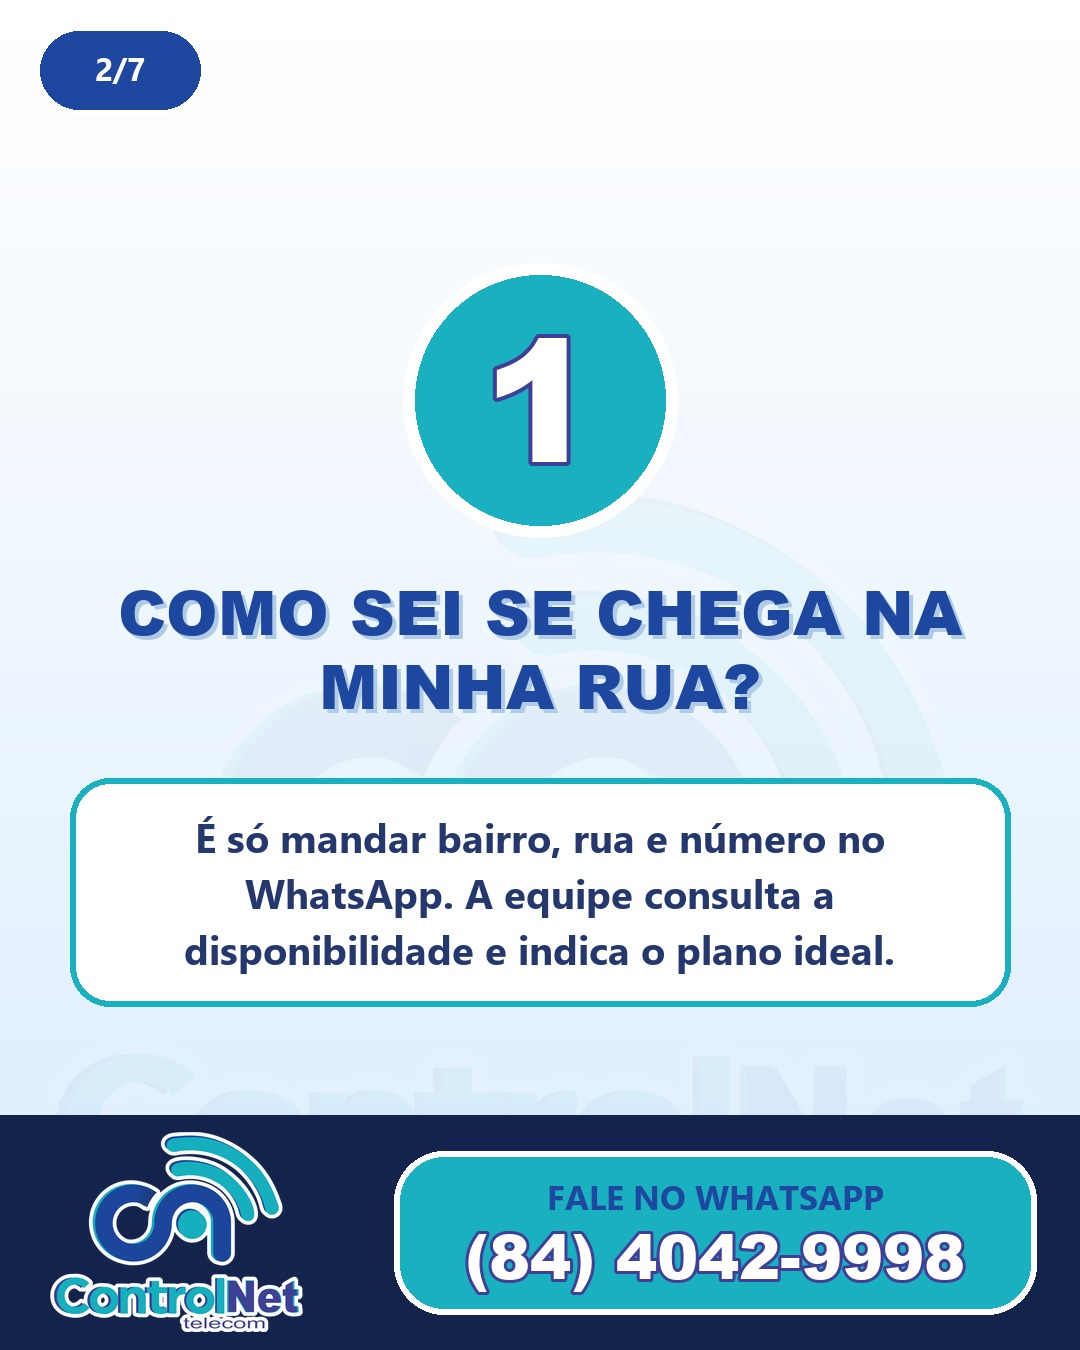 2/7
1
COMO SEI SE CHEGA NA
MINHA RUA?
É só mandar bairro, rua e número no
WhatsApp. A equipe consulta a
disponibilidade e indica o plano ideal.
ControlNet
ControlNet
telecom
FALE NO WHATSAPP
(84) 4042-9998